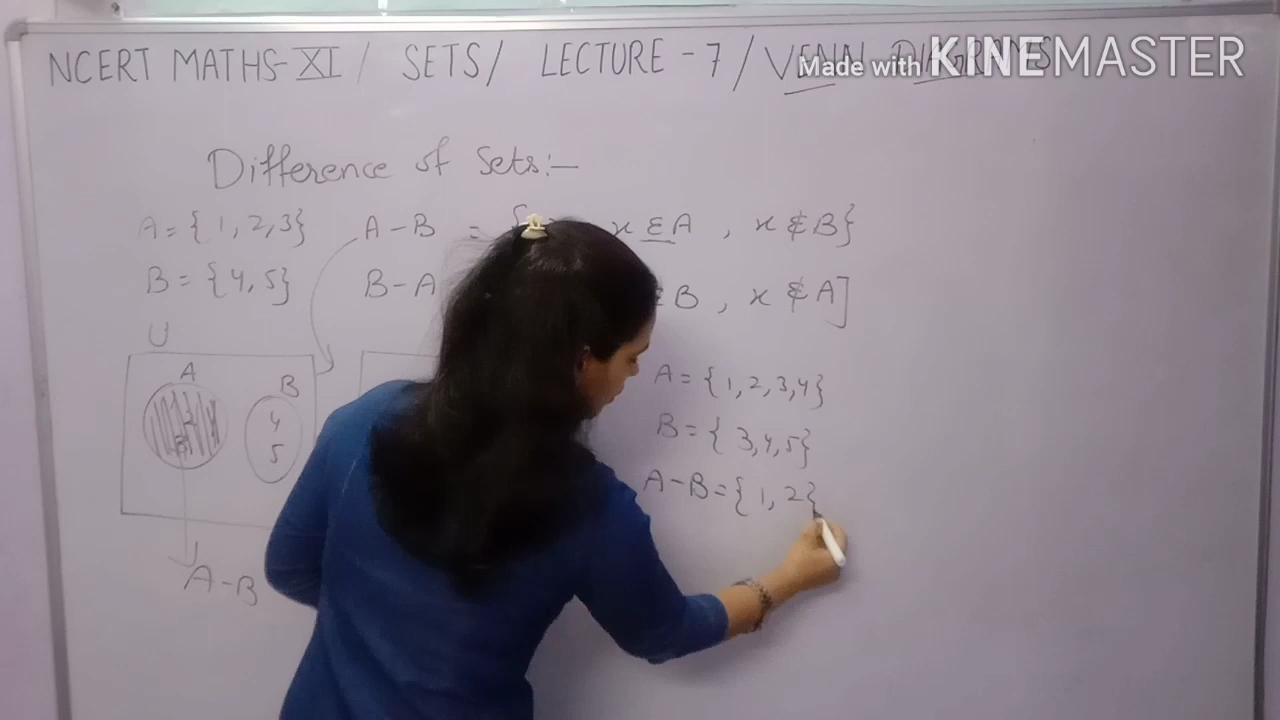 NCERT MATHS-XI / SETS / LECTURE - 7 / VENN DIAGRAMS
Made with KINEMASTER
Difference of Sets:-
A = { 1, 2, 3} A - B = { x ∈ A , x ∉ B}
B = {4, 5} B - A ∈ B , x ∉ A]
U
A
B
4
5
A - B
A = { 1, 2, 3, 4}
B = { 3, 4, 5}
A - B = { 1, 2}